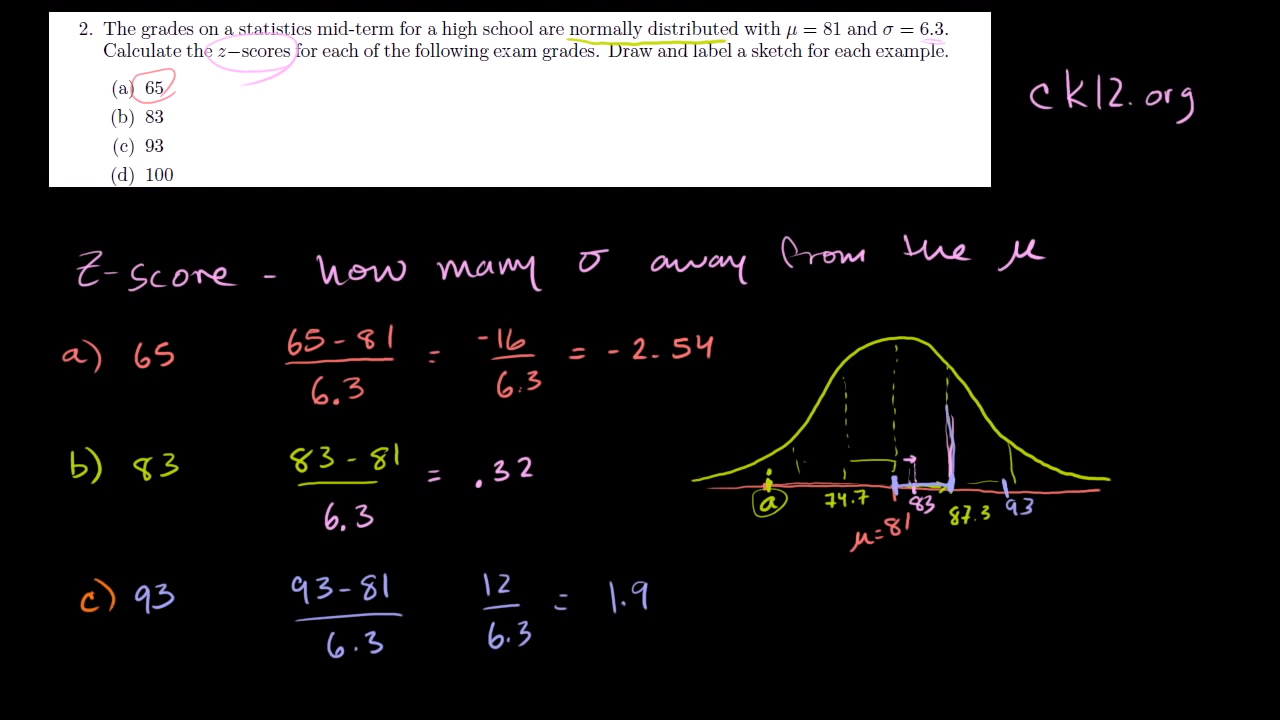 2. The grades on a statistics mid-term for a high school are normally distributed with μ = 81 and σ = 6.3.
Calculate the z−scores for each of the following exam grades. Draw and label a sketch for each example.
(a) 65
(b) 83
(c) 93
(d) 100
ck12.org
Z-score - how many σ away from the μ
a) 65 65 - 81 / 6.3 = -16 / 6.3 = -2.54
b) 83 83 - 81 / 6.3 = .32
c) 93 93 - 81 / 6.3 12 / 6.3 = 1.9
a 74.7 μ=81 83 87.3 93